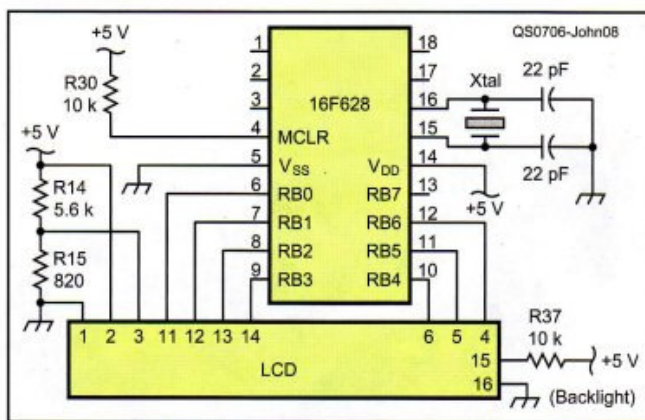 QS0706-John08
+5 V
R30
10 k
+5 V
R14
5.6 k
R15
820
16F628
1
2
3
4
MCLR
5
VSS
6
RB0
7
RB1
8
RB2
9
RB3
18
17
16
15
VDD
14
RB7
13
RB6
12
RB5
11
RB4
10
Xtal
22 pF
22 pF
+5 V
1 2 3 11 12 13 14 6 5 4
LCD
15
16
R37
10 k
+5 V
(Backlight)